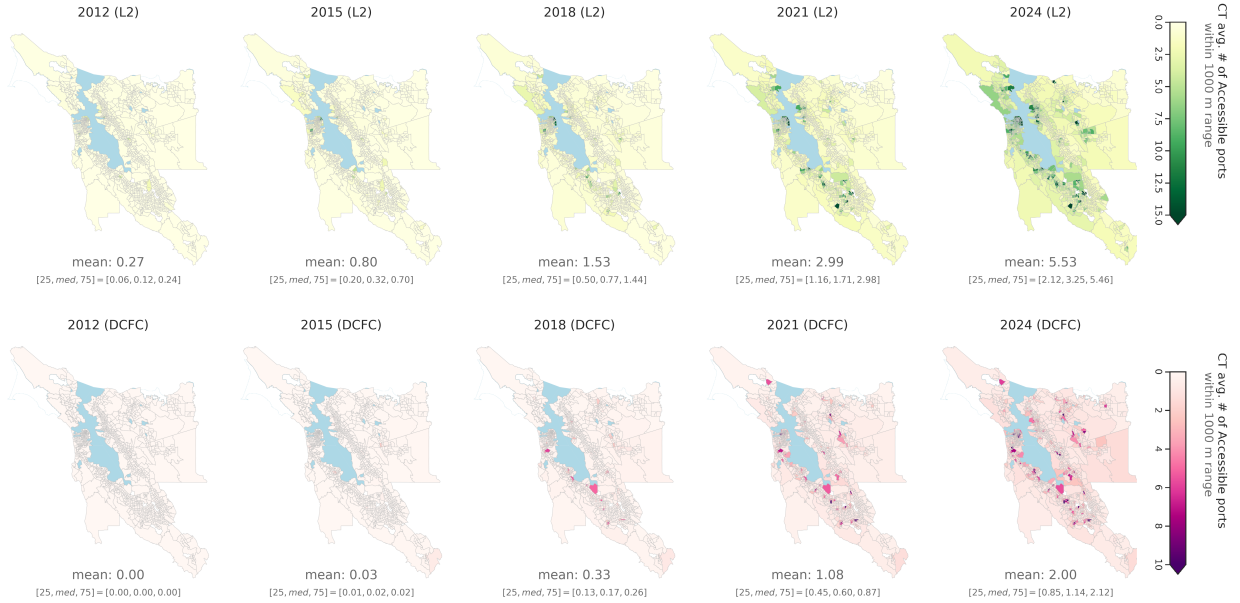 2012 (L2)
2015 (L2)
2018 (L2)
2021 (L2)
2024 (L2)
mean: 0.27
[25, med, 75] = [0.06, 0.12, 0.24]
mean: 0.80
[25, med, 75] = [0.20, 0.32, 0.70]
mean: 1.53
[25, med, 75] = [0.50, 0.77, 1.44]
mean: 2.99
[25, med, 75] = [1.16, 1.71, 2.98]
mean: 5.53
[25, med, 75] = [2.12, 3.25, 5.46]
0.0
2.5
5.0
7.5
10.0
12.5
15.0
CT avg. # of Accessible ports
within 1000 m range
2012 (DCFC)
2015 (DCFC)
2018 (DCFC)
2021 (DCFC)
2024 (DCFC)
mean: 0.00
[25, med, 75] = [0.00, 0.00, 0.00]
mean: 0.03
[25, med, 75] = [0.01, 0.02, 0.02]
mean: 0.33
[25, med, 75] = [0.13, 0.17, 0.26]
mean: 1.08
[25, med, 75] = [0.45, 0.60, 0.87]
mean: 2.00
[25, med, 75] = [0.85, 1.14, 2.12]
0
2
4
6
8
10
CT avg. # of Accessible ports
within 1000 m range